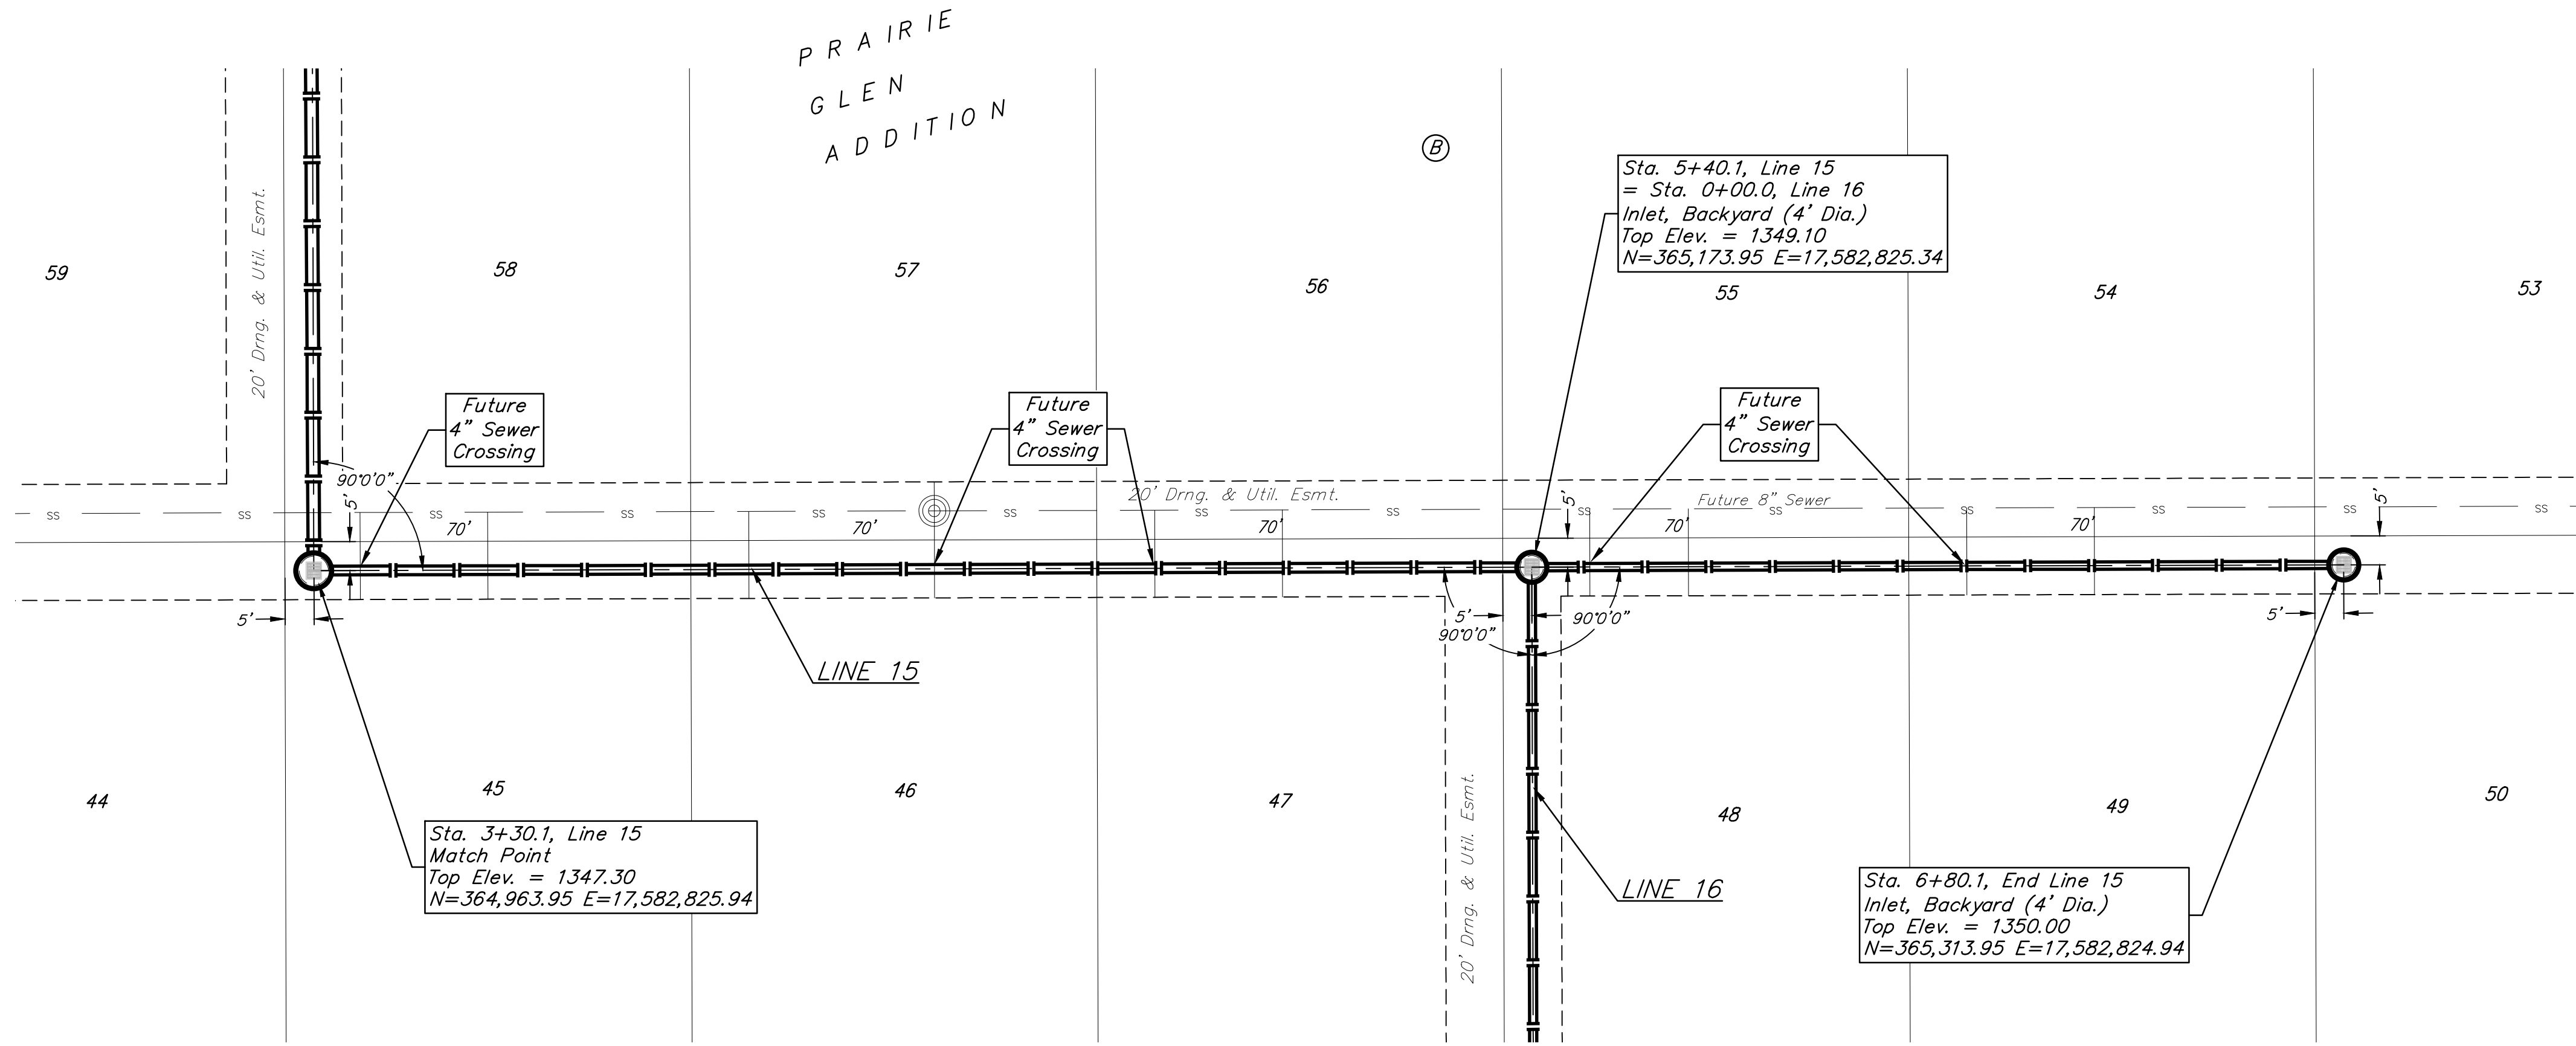 PRAIRIE
GLEN
ADDITION
B
Sta. 5+40.1, Line 15
= Sta. 0+00.0, Line 16
Inlet, Backyard (4' Dia.)
Top Elev. = 1349.10
N=365,173.95 E=17,582,825.34
20' Drng. & Util. Esmt.
59
58
57
56
55
54
53
Future
4" Sewer
Crossing
Future
4" Sewer
Crossing
Future
4" Sewer
Crossing
90°0'0"
5'
20' Drng. & Util. Esmt.
5'
Future 8" Sewer
5'
SS SS SS SS SS SS SS SS SS SS SS SS SS SS
70' 70' 70' 70' 70'
5'
5'
90°0'0"
90°0'0"
5'
LINE 15
44
45
46
47
48
49
50
20' Drng. & Util. Esmt.
Sta. 3+30.1, Line 15
Match Point
Top Elev. = 1347.30
N=364,963.95 E=17,582,825.94
LINE 16
Sta. 6+80.1, End Line 15
Inlet, Backyard (4' Dia.)
Top Elev. = 1350.00
N=365,313.95 E=17,582,824.94